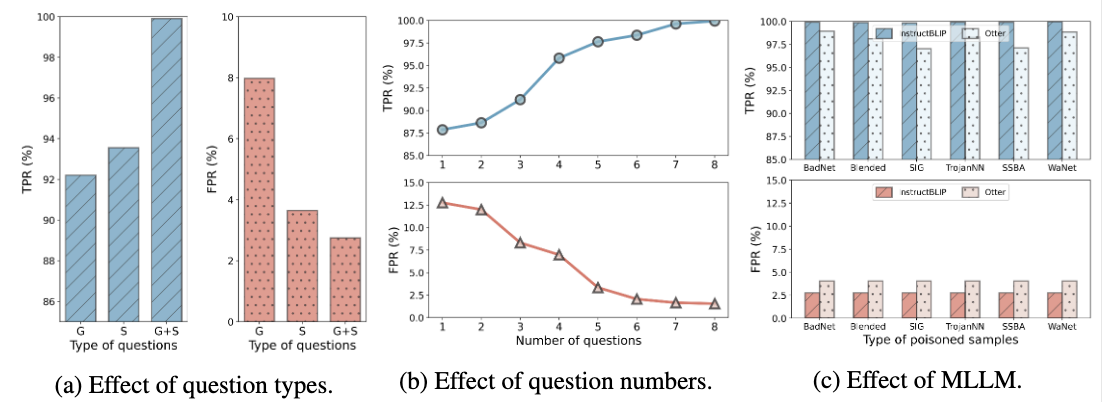 100
98
96
94
92
90
88
86
TPR (%)
G
S
G+S
Type of questions
10
8
6
4
2
0
FPR (%)
G
S
G+S
Type of questions
(a) Effect of question types.
100.0
97.5
95.0
92.5
90.0
87.5
85.0
TPR (%)
1 2 3 4 5 6 7 8
15.0
12.5
10.0
7.5
5.0
2.5
0.0
FPR (%)
1 2 3 4 5 6 7 8
Number of questions
(b) Effect of question numbers.
100.0
97.5
95.0
92.5
90.0
87.5
85.0
TPR (%)
InstructBLIP Otter
BadNet Blended SIG TrojanNN SSBA WaNet
15.0
12.5
10.0
7.5
5.0
2.5
0.0
FPR (%)
InstructBLIP Otter
BadNet Blended SIG TrojanNN SSBA WaNet
Type of poisoned samples
(c) Effect of MLLM.